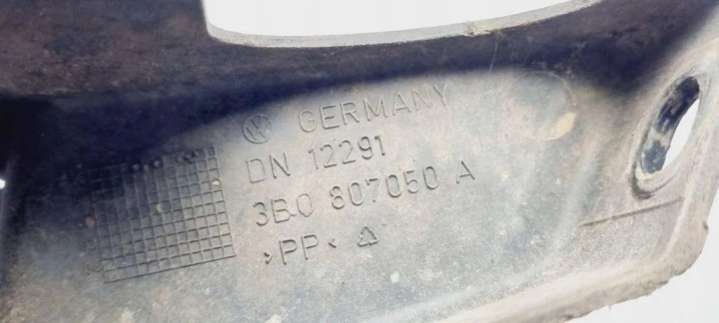 GERMANY
DN 12291
3B0 807050 A
>PP<